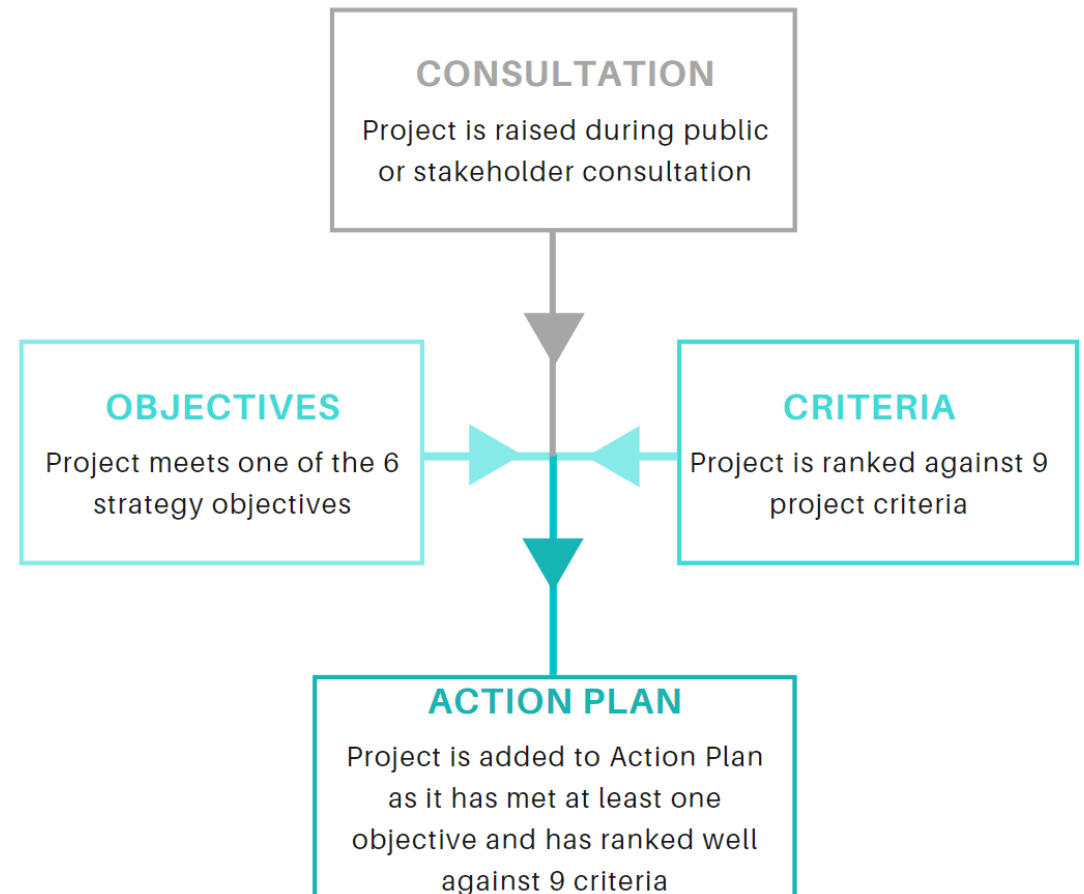 CONSULTATION
Project is raised during public
or stakeholder consultation
OBJECTIVES
Project meets one of the 6
strategy objectives
CRITERIA
Project is ranked against 9
project criteria
ACTION PLAN
Project is added to Action Plan
as it has met at least one
objective and has ranked well
against 9 criteria